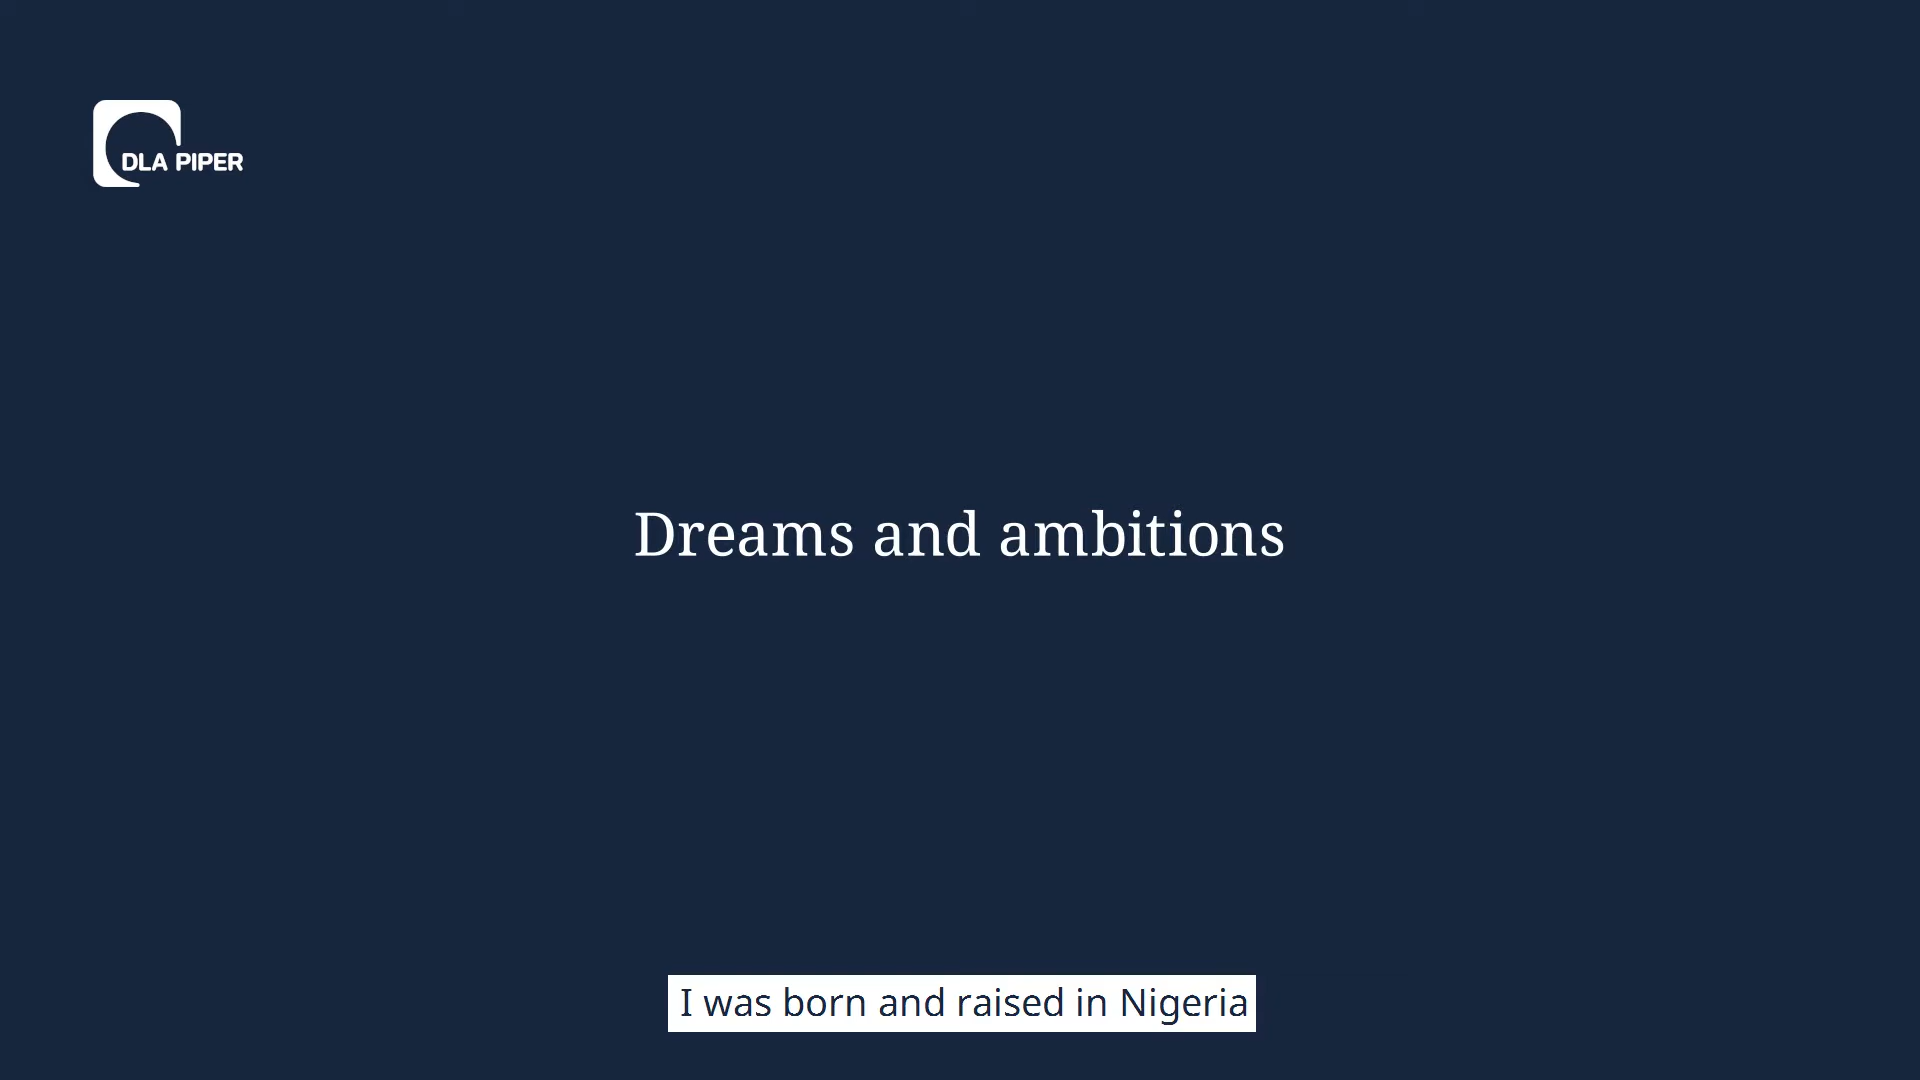 DLA PIPER
Dreams and ambitions
I was born and raised in Nigeria